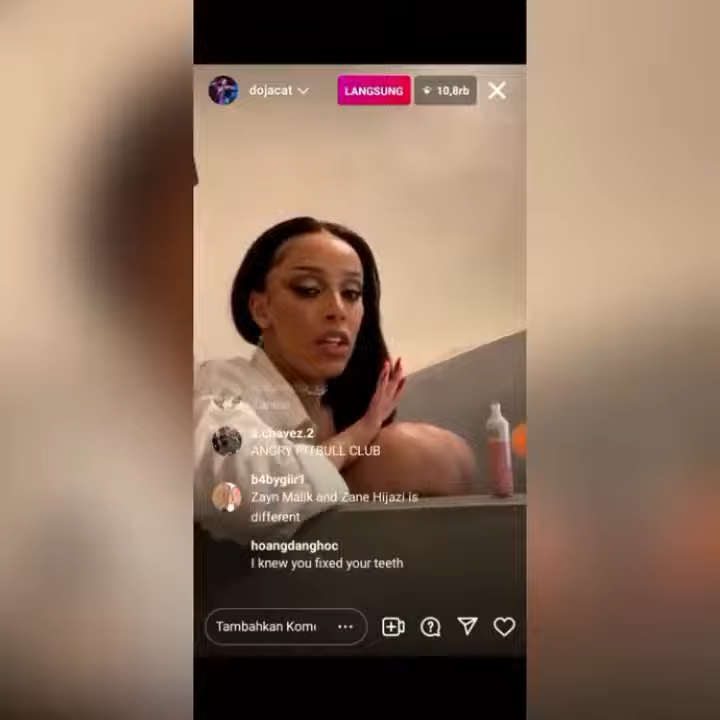 dojacat
LANGSUNG
10,8rb
a.chavez.2
ANGRY PITBULL CLUB
b4bygiir1
Zayn Malik and Zane Hijazi is
different
hoangdanghoc
I knew you fixed your teeth
Tambahkan Kom